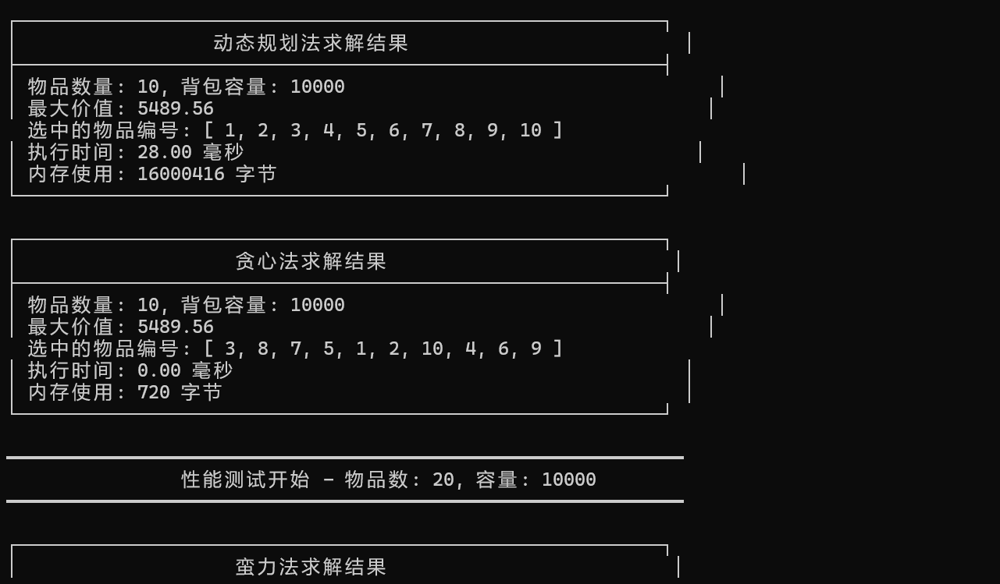 动态规划法求解结果
物品数量: 10, 背包容量: 10000
最大价值: 5489.56
选中的物品编号: [ 1, 2, 3, 4, 5, 6, 7, 8, 9, 10 ]
执行时间: 28.00 毫秒
内存使用: 16000416 字节
贪心法求解结果
物品数量: 10, 背包容量: 10000
最大价值: 5489.56
选中的物品编号: [ 3, 8, 7, 5, 1, 2, 10, 4, 6, 9 ]
执行时间: 0.00 毫秒
内存使用: 720 字节
性能测试开始 - 物品数: 20, 容量: 10000
蛮力法求解结果